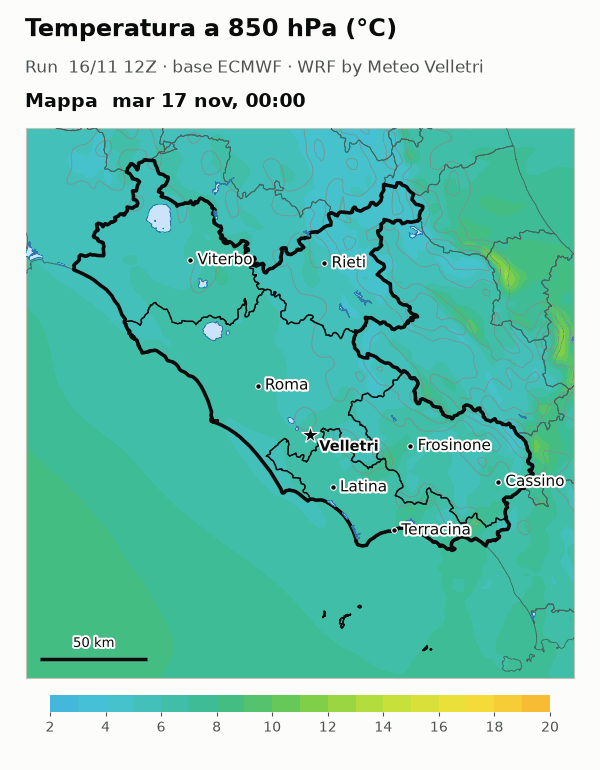 Temperatura a 850 hPa (°C)
Run  16/11 12Z · base ECMWF · WRF by Meteo Velletri
Mappa  mar 17 nov, 00:00
Viterbo
Rieti
Roma
Velletri
Frosinone
Cassino
Latina
Terracina
50 km
2 4 6 8 10 12 14 16 18 20